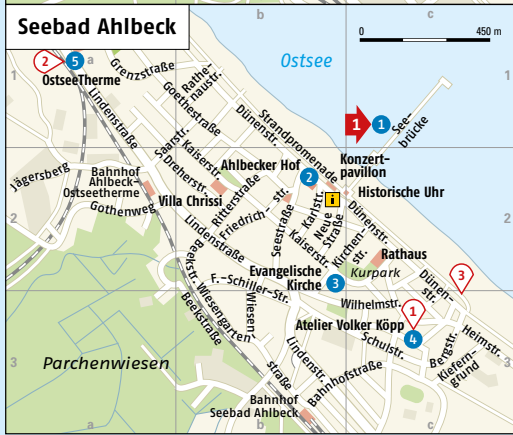 Seebad Ahlbeck
b
c
0 450 m
Ostsee
1
2
5
a
OstseeTherme
Grenzstraße
Rathe-
naustr.
Goethestraße
Dünenstr.
Strandpromenade
1
1
See-
brücke
1
Lindenstraße
Saarstr.
Kaiserstr.
Dreherstr.
Ahlbecker Hof
2
Konzert-
pavillon
Historische Uhr
Jägersberg
Bahnhof
Ahlbeck-
Ostseetherme
Villa Chrissi
Ritterstraße
Friedrich-
str.
Seestraße
Karlstr.
Neue
Straße
i
Dünenstr.
2
2
Gothenweg
Lindenstraße
Kaiserstr.
Kirchen-
str.
Rathaus
Kurpark
Beekstr.
Evangelische
Kirche
3
F.-Schiller-Str.
Dünen-
str.
3
Wilhelmstr.
1
Beekstraße
Wiesengarten
Wiesen-
straße
Atelier Volker Köpp
4
Schulstr.
Heimstr.
Bergstr.
Kiefern-
grund
3
3
Parchenwiesen
Lindenstr.
Bahnhofstraße
Bahnhof
Seebad Ahlbeck
a
b
c